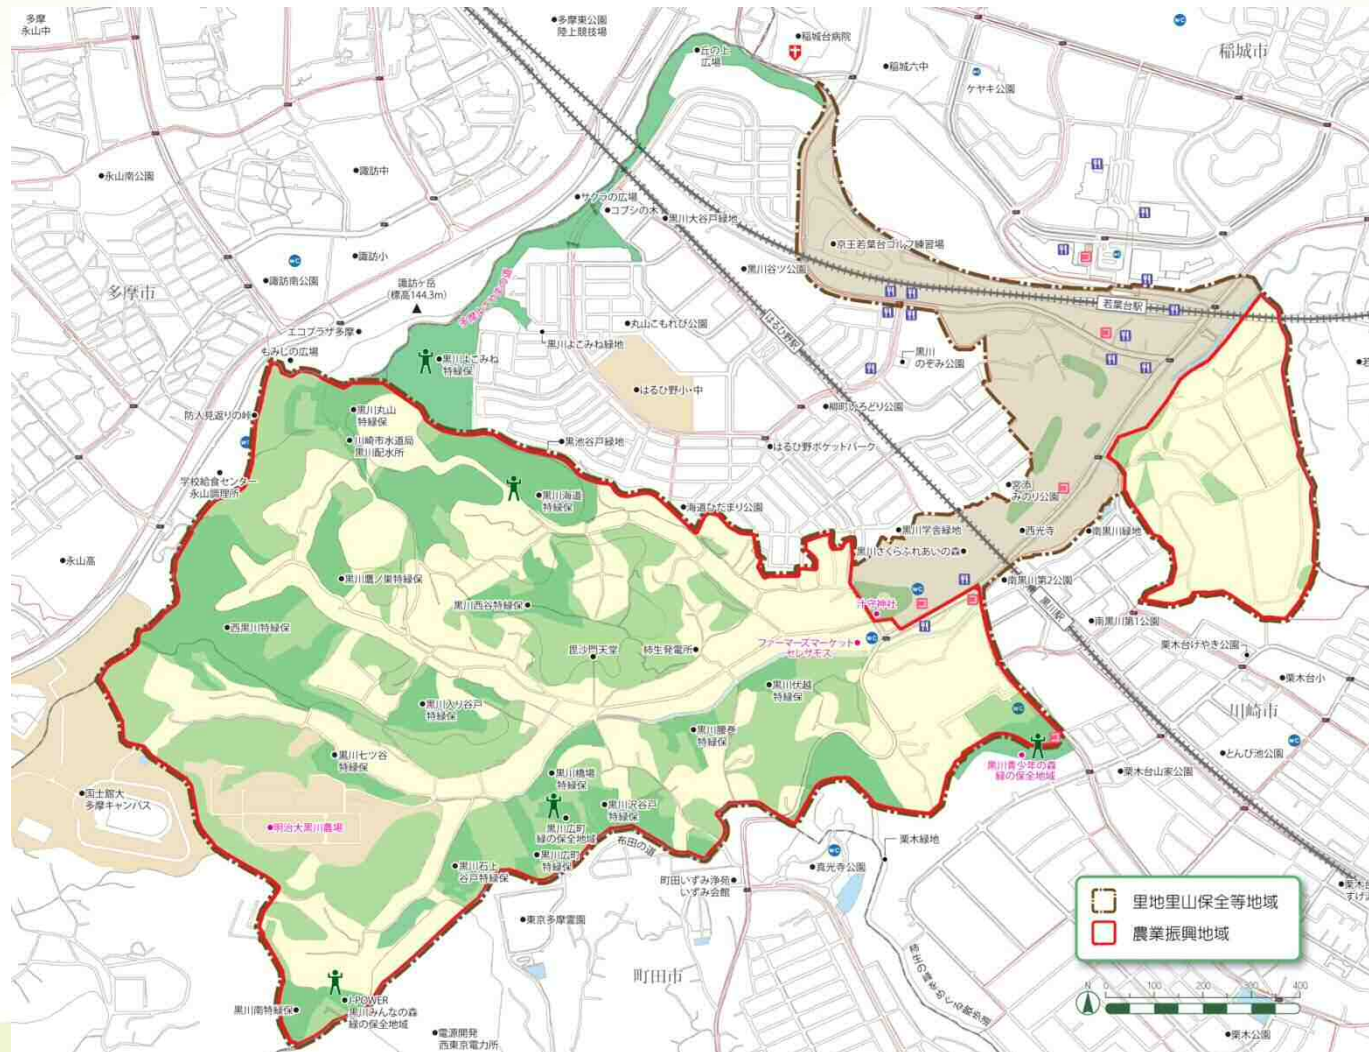 多摩
永山中
多摩東公園
陸上競技場
丘の上
広場
稲城台病院
稲城六中
ケヤキ公園
稲城市
永山南公園
諏訪中
サクラの広場
コブシの木
黒川大谷戸緑地
京王若葉台ゴルフ練習場
諏訪小
諏訪南公園
多摩市
諏訪ヶ岳
(標高144.3m)
多摩よこやまの道
黒川谷ツ公園
若葉台駅
はるひ野駅
エコプラザ多摩
もみじの広場
黒川よこみね
特緑保
黒川よこみね緑地
丸山こもれび公園
黒川
のぞみ公園
はるひ野小・中
防人見返りの峠
黒川丸山
特緑保
川崎市水道局
黒川配水所
黒池谷戸緑地
柳町いろどり公園
はるひ野ポケットパーク
学校給食センター
永山調理所
黒川海道
特緑保
海道ひだまり公園
宮添
みのり公園
西光寺
南黒川緑地
永山高
黒川学舎緑地
黒川さくらふれあいの森
黒川鷹ノ巣特緑保
黒川西谷特緑保
汁守神社
南黒川第2公園
黒川駅
南黒川第1公園
西黒川特緑保
毘沙門天堂
柿生発電所
ファーマーズマーケット
セレサモス
栗木台けやき公園
栗木台小
黒川入り谷戸
特緑保
黒川伏越
特緑保
川崎市
黒川腰巻
特緑保
黒川七ツ谷
特緑保
黒川青少年の森
緑の保全地域
とんび池公園
栗木台山家公園
国士舘大
多摩キャンパス
黒川橋場
特緑保
黒川沢谷戸
特緑保
明治大黒川農場
黒川広町
緑の保全地域
布田の道
黒川広町
特緑保
黒川石上
谷戸特緑保
町田いずみ浄苑
いずみ会館
真光寺公園
栗木緑地
東京多摩霊園
町田市
里地里山保全等地域
農業振興地域
J-POWER
黒川みんなの森
緑の保全地域
黒川南特緑保
電源開発
西東京電力所
N
0 100 200 300 400
栗木公園